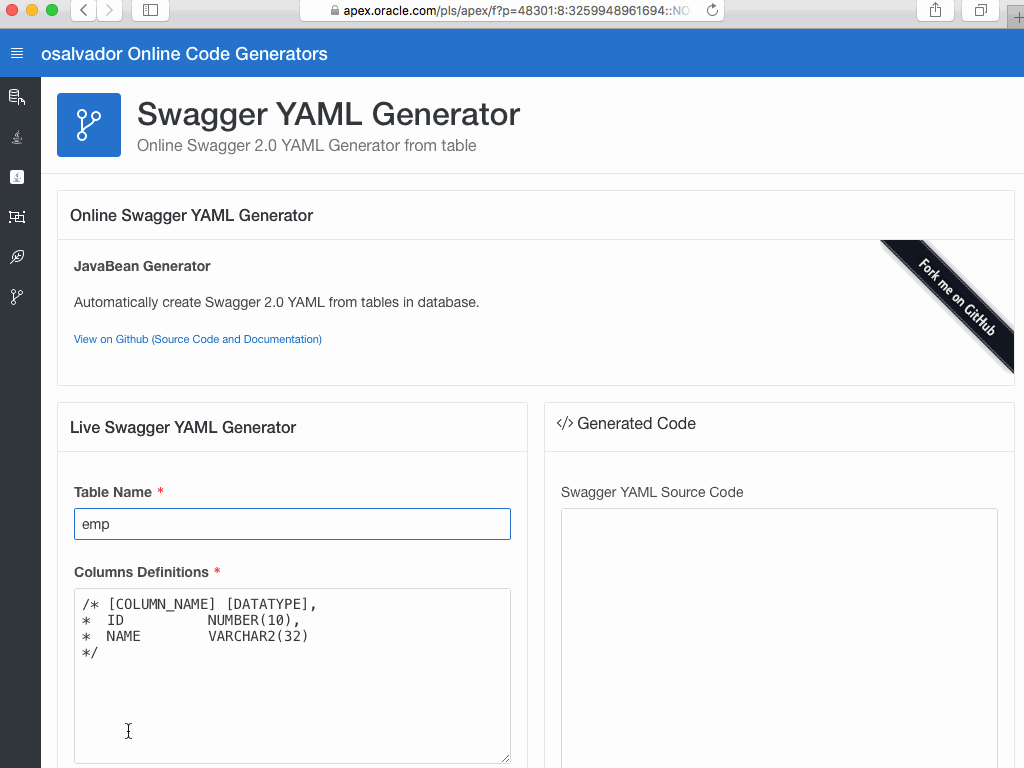 apex.oracle.com/pls/apex/f?p=48301:8:3259948961694::NO
osalvador Online Code Generators
Swagger YAML Generator
Online Swagger 2.0 YAML Generator from table
Online Swagger YAML Generator
JavaBean Generator
Automatically create Swagger 2.0 YAML from tables in database.
View on Github (Source Code and Documentation)
Fork me on GitHub
Live Swagger YAML Generator
Table Name *
emp
Columns Definitions *
/* [COLUMN_NAME] [DATATYPE],
* ID NUMBER(10),
* NAME VARCHAR2(32)
*/
</> Generated Code
Swagger YAML Source Code